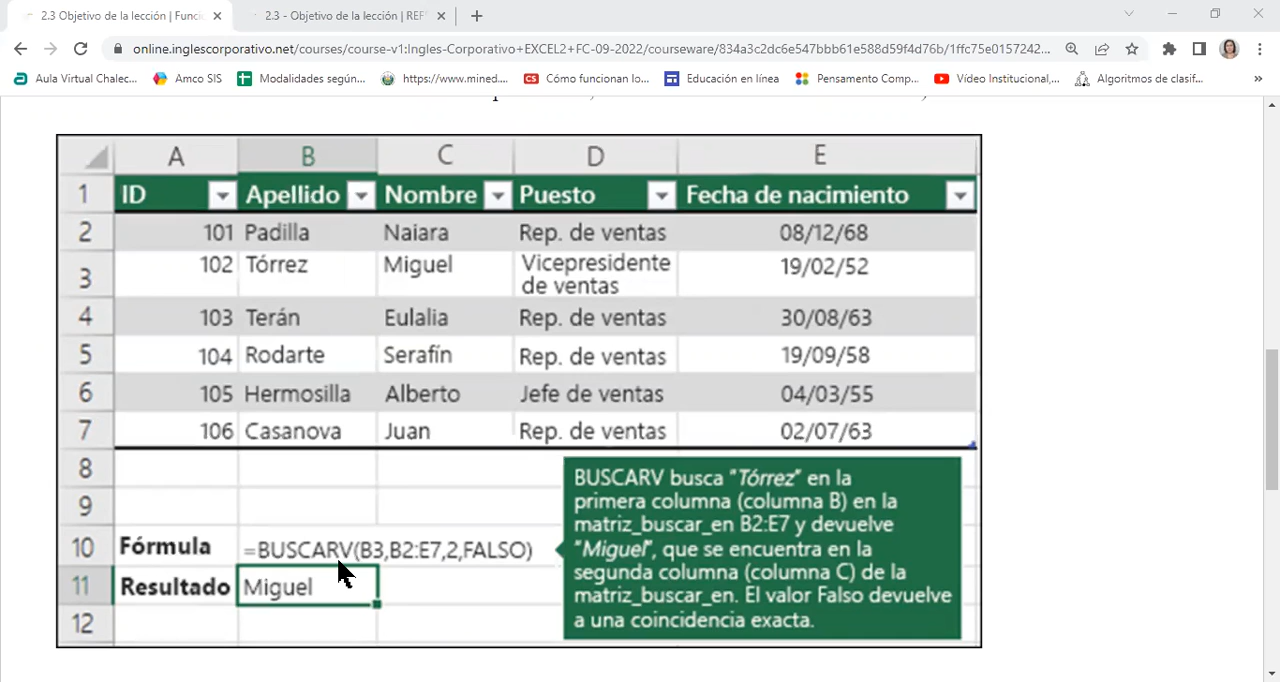 2.3 Objetivo de la lección | Funci
2.3 - Objetivo de la lección | REF
online.inglescorporativo.net/courses/course-v1:Ingles-Corporativo+EXCEL2+FC-09-2022/courseware/834a3c2dc6e547bbb61e588d59f4d76b/1ffc75e0157242...
Aula Virtual Chalec... Amco SIS Modalidades según... https://www.mined... Cómo funcionan lo... Educación en línea Pensamiento Comp... Vídeo Institucional,... Algoritmos de clasif... »
A B C D E
1 ID Apellido Nombre Puesto Fecha de nacimiento
2 101 Padilla Naiara Rep. de ventas 08/12/68
3 102 Tórrez Miguel Vicepresidente de ventas 19/02/52
4 103 Terán Eulalia Rep. de ventas 30/08/63
5 104 Rodarte Serafín Rep. de ventas 19/09/58
6 105 Hermosilla Alberto Jefe de ventas 04/03/55
7 106 Casanova Juan Rep. de ventas 02/07/63
8
9
10 Fórmula =BUSCARV(B3,B2:E7,2,FALSO)
11 Resultado Miguel
12
BUSCARV busca "Tórrez" en la
primera columna (columna B) en la
matriz_buscar_en B2:E7 y devuelve
"Miguel", que se encuentra en la
segunda columna (columna C) de la
matriz_buscar_en. El valor Falso devuelve
a una coincidencia exacta.